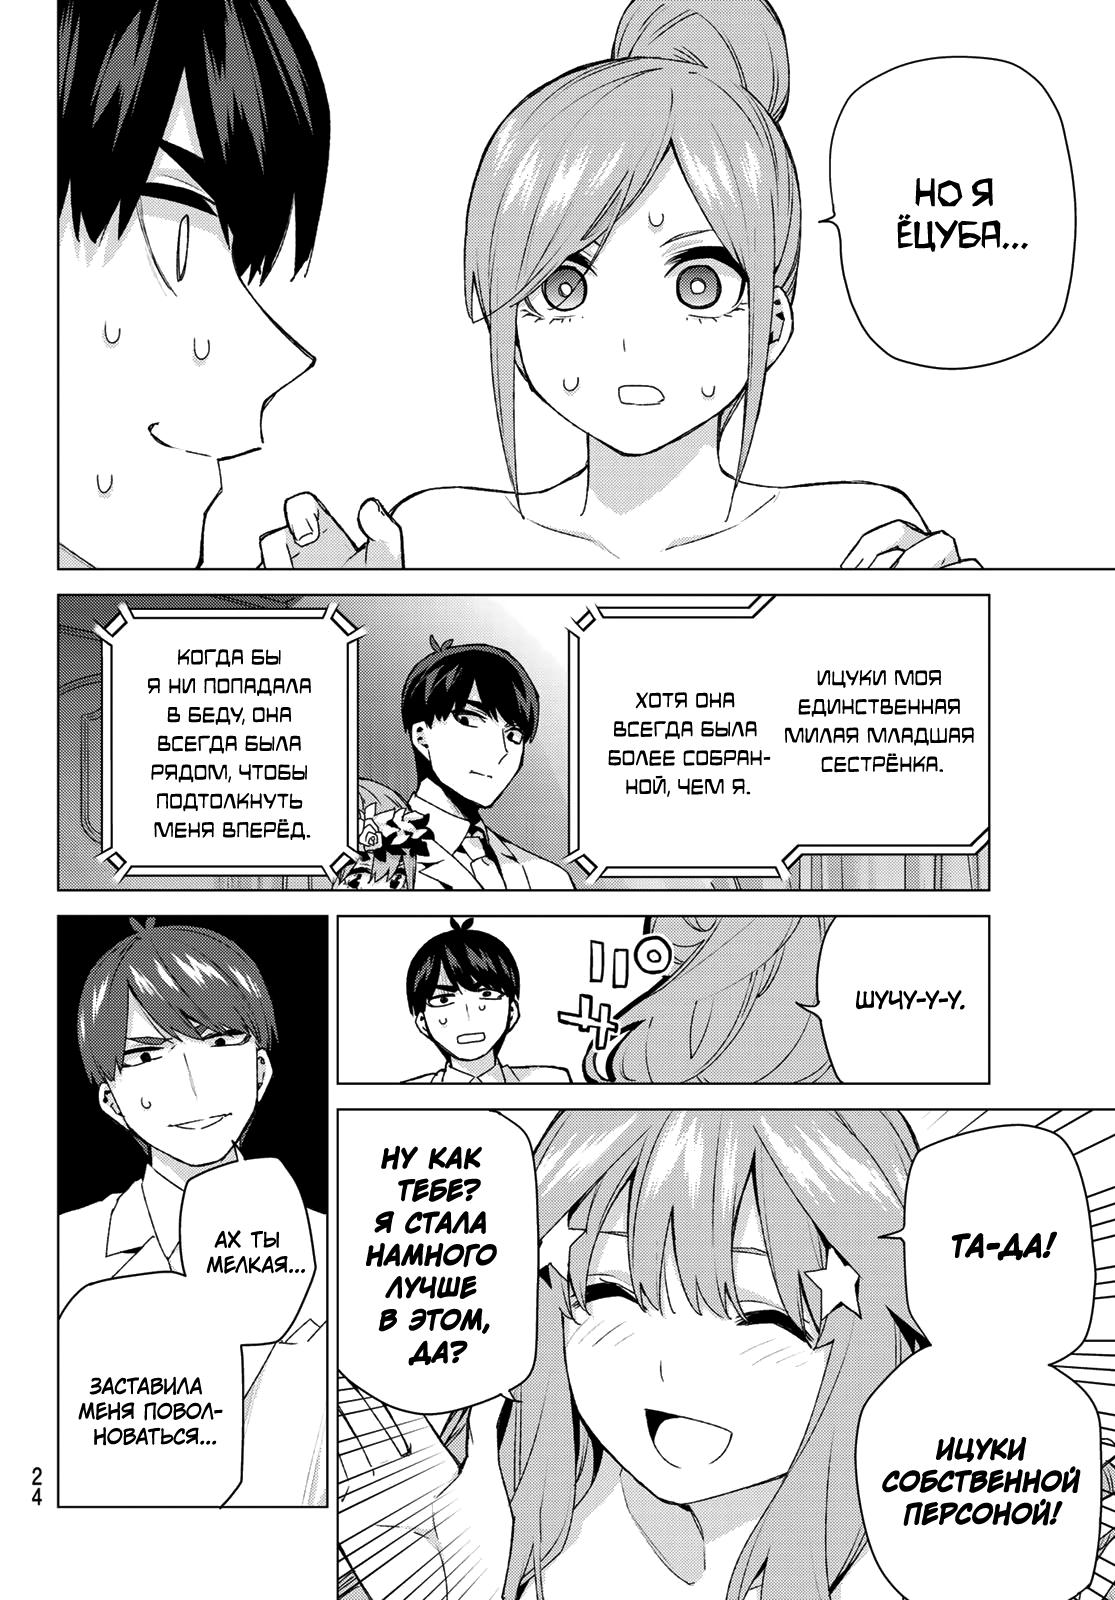 НО Я
ЁЦУБА...
ИЦУКИ МОЯ
ЕДИНСТВЕННАЯ
МИЛАЯ МЛАДШАЯ
СЕСТРЁНКА.
ХОТЯ ОНА
ВСЕГДА БЫЛА
БОЛЕЕ СОБРАН-
НОЙ, ЧЕМ Я.
КОГДА БЫ
Я НИ ПОПАДАЛА
В БЕДУ, ОНА
ВСЕГДА БЫЛА
РЯДОМ, ЧТОБЫ
ПОДТОЛКНУТЬ
МЕНЯ ВПЕРЁД.
ШУЧУ-У-У.
ТА-ДА!
ИЦУКИ
СОБСТВЕННОЙ
ПЕРСОНОЙ!
НУ КАК
ТЕБЕ?
Я СТАЛА
НАМНОГО
ЛУЧШЕ
В ЭТОМ,
ДА?
АХ ТЫ
МЕЛКАЯ...
ЗАСТАВИЛА
МЕНЯ ПОВОЛ-
НОВАТЬСЯ...
24